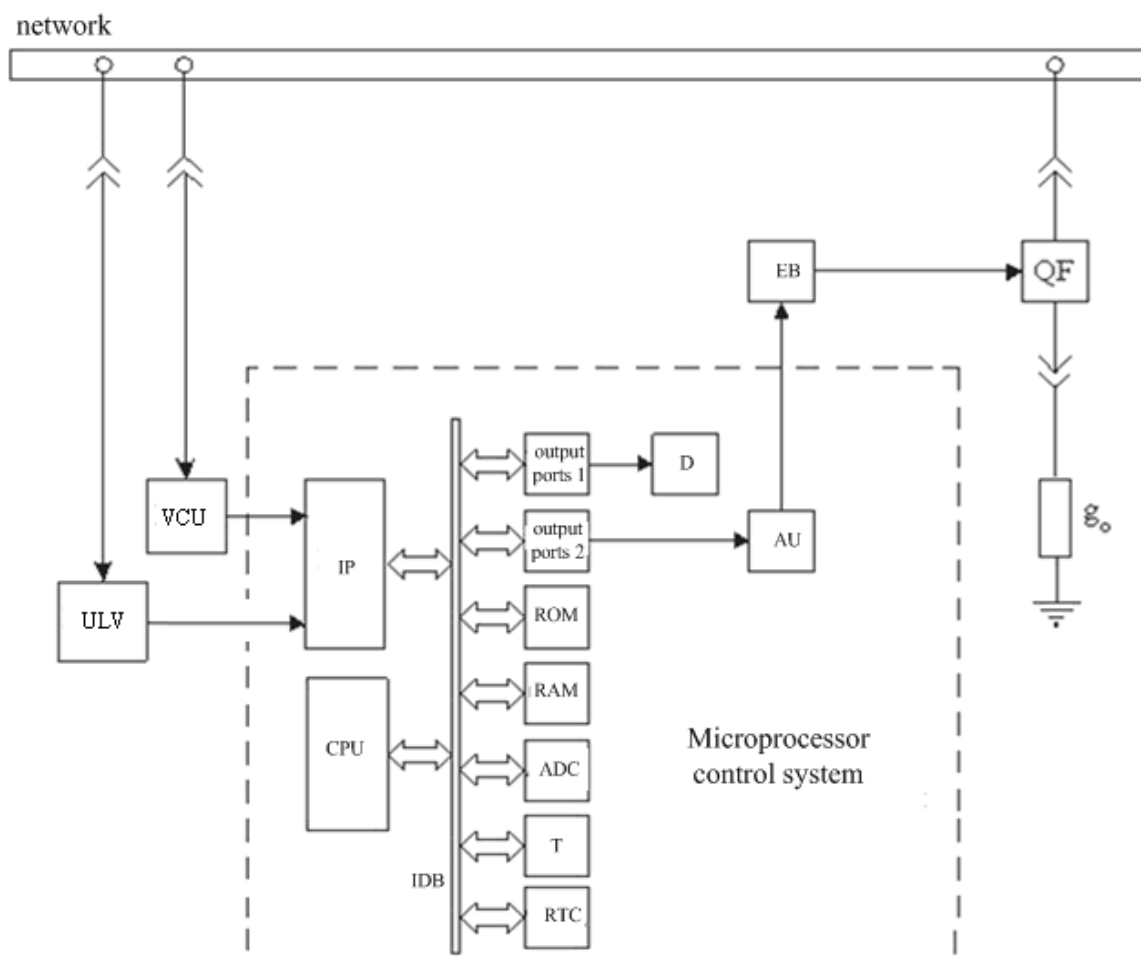 network
EB
QF
output
ports 1
D
VCU
IP
output
ports 2
AU
g₀
ULV
ROM
RAM
CPU
Microprocessor
control system
ADC
T
IDB
RTC